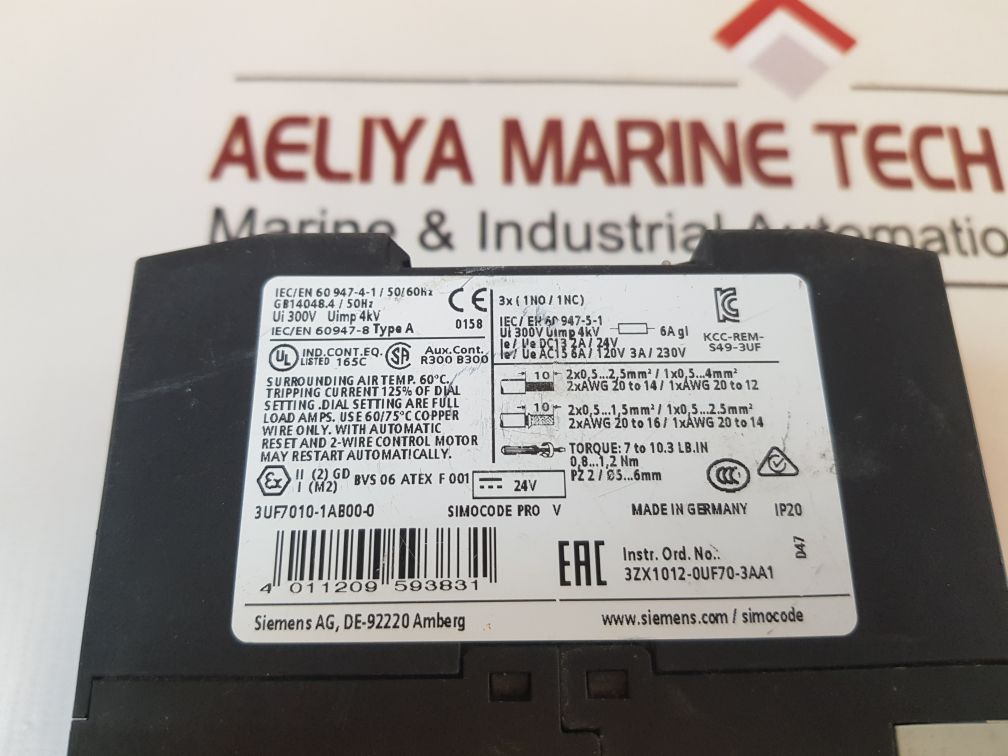 AELIYA MARINE TECH
Marine & Industrial Automatio
IEC/EN 60 947-4-1 / 50/60Hz
GB14048.4 / 50Hz
Ui 300V Uimp 4kV
IEC/EN 60947-8 Type A
CE
0158
UL
IND.CONT.EQ.
LISTED 165C
SA
Aux.Cont.
R300 B300
SURROUNDING AIR TEMP. 60°C.
TRIPPING CURRENT 125% OF DIAL
SETTING .DIAL SETTING ARE FULL
LOAD AMPS. USE 60/75°C COPPER
WIRE ONLY. WITH AUTOMATIC
RESET AND 2-WIRE CONTROL MOTOR
MAY RESTART AUTOMATICALLY.
Ex
II (2) GD
I (M2)
BVS 06 ATEX F 001
24V
3UF7010-1AB00-0
SIMOCODE PRO V
3x ( 1NO / 1NC )
IEC / EN 60 947-5-1
Ui 300V Uimp 4kV
6A gl
Ie / Ue DC13 2A / 24V
Ie / Ue AC15 6A / 120V 3A / 230V
KCC-REM-
S49-3UF
10
2x0,5...2,5mm² / 1x0,5...4mm²
2xAWG 20 to 14 / 1xAWG 20 to 12
10
2x0,5...1,5mm² / 1x0,5...2.5mm²
2xAWG 20 to 16 / 1xAWG 20 to 14
TORQUE: 7 to 10.3 LB.IN
0,8...1,2 Nm
PZ 2 / Ø5...6mm
CCC
MADE IN GERMANY
IP20
4 011209 593831
EAC
Instr. Ord. No.:
3ZX1012-0UF70-3AA1
D47
Siemens AG, DE-92220 Amberg
www.siemens.com / simocode